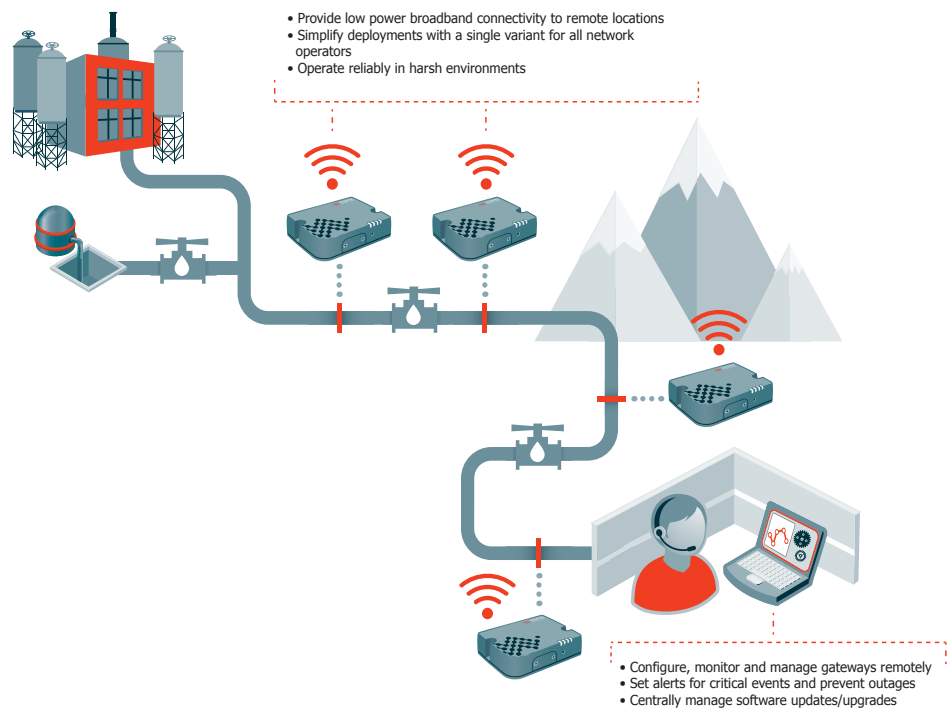 • Provide low power broadband connectivity to remote locations
• Simplify deployments with a single variant for all network
operators
• Operate reliably in harsh environments
• Configure, monitor and manage gateways remotely
• Set alerts for critical events and prevent outages
• Centrally manage software updates/upgrades